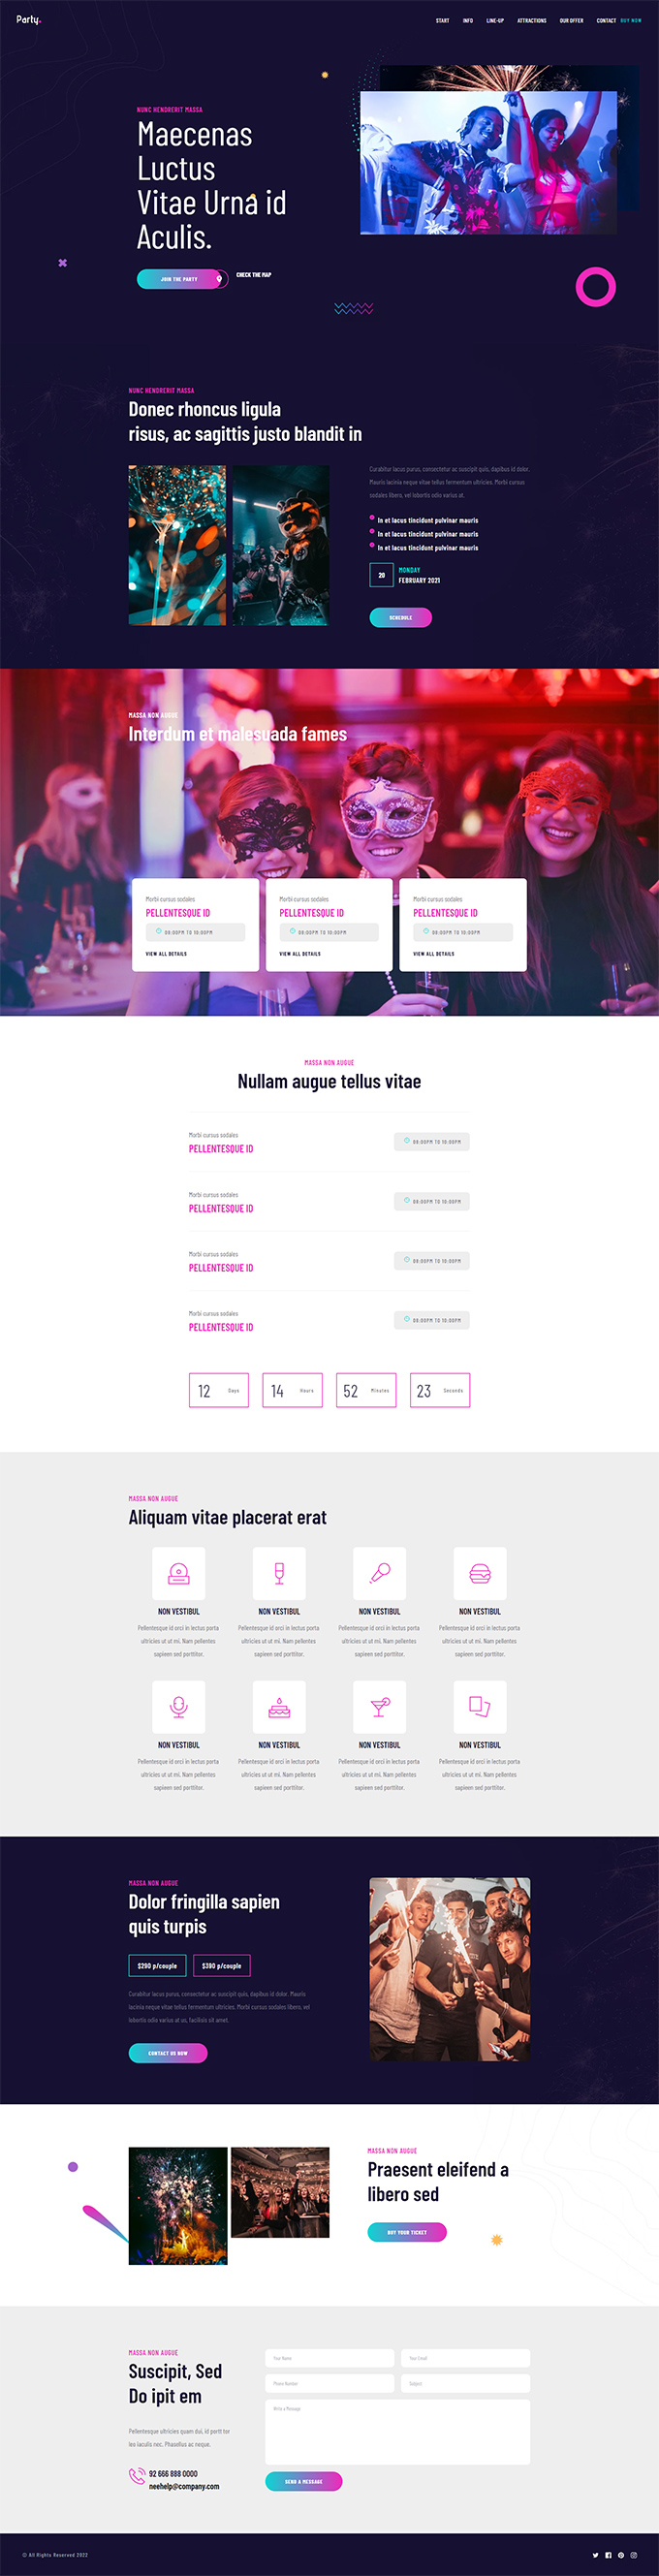 Party.
START INFO LINE-UP ATTRACTIONS OUR OFFER CONTACT BUY NOW
NUNC HENDRERIT MASSA
Maecenas
Luctus
Vitae Urna id
Aculis.
JOIN THE PARTY
CHECK THE MAP
NUNC HENDRERIT MASSA
Donec rhoncus ligula
risus, ac sagittis justo blandit in
Curabitur lacus purus, consectetur ac suscipit quis, dapibus id dolor.
Mauris lacinia neque vitae tellus fermentum ultricies. Morbi cursus
sodales libero, vel lobortis odio varius at.
In et lacus tincidunt pulvinar mauris
In et lacus tincidunt pulvinar mauris
In et lacus tincidunt pulvinar mauris
20
MONDAY
FEBRUARY 2021
SCHEDULE
MASSA NON AUGUE
Interdum et malesuada fames
Morbi cursus sodales
PELLENTESQUE ID
08:00PM TO 10:00PM
VIEW ALL DETAILS
Morbi cursus sodales
PELLENTESQUE ID
08:00PM TO 10:00PM
VIEW ALL DETAILS
Morbi cursus sodales
PELLENTESQUE ID
08:00PM TO 10:00PM
VIEW ALL DETAILS
MASSA NON AUGUE
Nullam augue tellus vitae
Morbi cursus sodales
PELLENTESQUE ID
08:00PM TO 10:00PM
Morbi cursus sodales
PELLENTESQUE ID
08:00PM TO 10:00PM
Morbi cursus sodales
PELLENTESQUE ID
08:00PM TO 10:00PM
Morbi cursus sodales
PELLENTESQUE ID
08:00PM TO 10:00PM
12 Days
14 Hours
52 Minutes
23 Seconds
MASSA NON AUGUE
Aliquam vitae placerat erat
NON VESTIBUL
Pellentesque id orci in lectus porta
ultricies ut ut mi. Nam pellentes
sapieen sed porttitor.
NON VESTIBUL
Pellentesque id orci in lectus porta
ultricies ut ut mi. Nam pellentes
sapieen sed porttitor.
NON VESTIBUL
Pellentesque id orci in lectus porta
ultricies ut ut mi. Nam pellentes
sapieen sed porttitor.
NON VESTIBUL
Pellentesque id orci in lectus porta
ultricies ut ut mi. Nam pellentes
sapieen sed porttitor.
NON VESTIBUL
Pellentesque id orci in lectus porta
ultricies ut ut mi. Nam pellentes
sapieen sed porttitor.
NON VESTIBUL
Pellentesque id orci in lectus porta
ultricies ut ut mi. Nam pellentes
sapieen sed porttitor.
NON VESTIBUL
Pellentesque id orci in lectus porta
ultricies ut ut mi. Nam pellentes
sapieen sed porttitor.
NON VESTIBUL
Pellentesque id orci in lectus porta
ultricies ut ut mi. Nam pellentes
sapieen sed porttitor.
MASSA NON AUGUE
Dolor fringilla sapien
quis turpis
$290 p/couple
$390 p/couple
Curabitur lacus purus, consectetur ac suscipit quis, dapibus id dolor. Mauris
lacinia neque vitae tellus fermentum ultricies. Morbi cursus sodales libero, vel
lobortis odio varius at us, facilisis sit amet.
CONTACT US NOW
MASSA NON AUGUE
Praesent eleifend a
libero sed
BUY YOUR TICKET
MASSA NON AUGUE
Suscipit, Sed
Do ipit em
Pellentesque ultricies quam dui, id portt tor
leo iaculis nec. Phasellus ac neque.
92 666 888 0000
neehelp@company.com
Your Name
Your Email
Phone Number
Subject
Write a Message
SEND A MESSAGE
© All Rights Reserved 2022